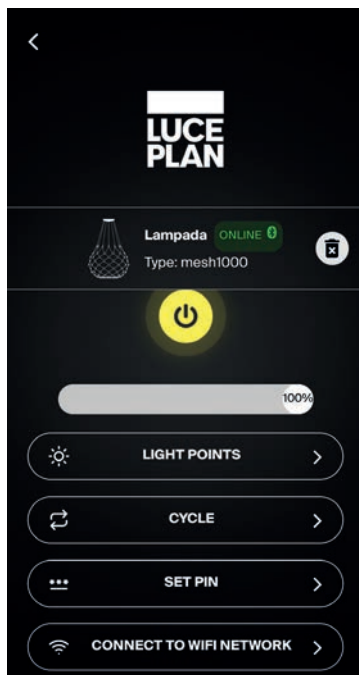 LUCE
PLAN
Lampada ONLINE
Type: mesh1000
100%
LIGHT POINTS
CYCLE
SET PIN
CONNECT TO WIFI NETWORK